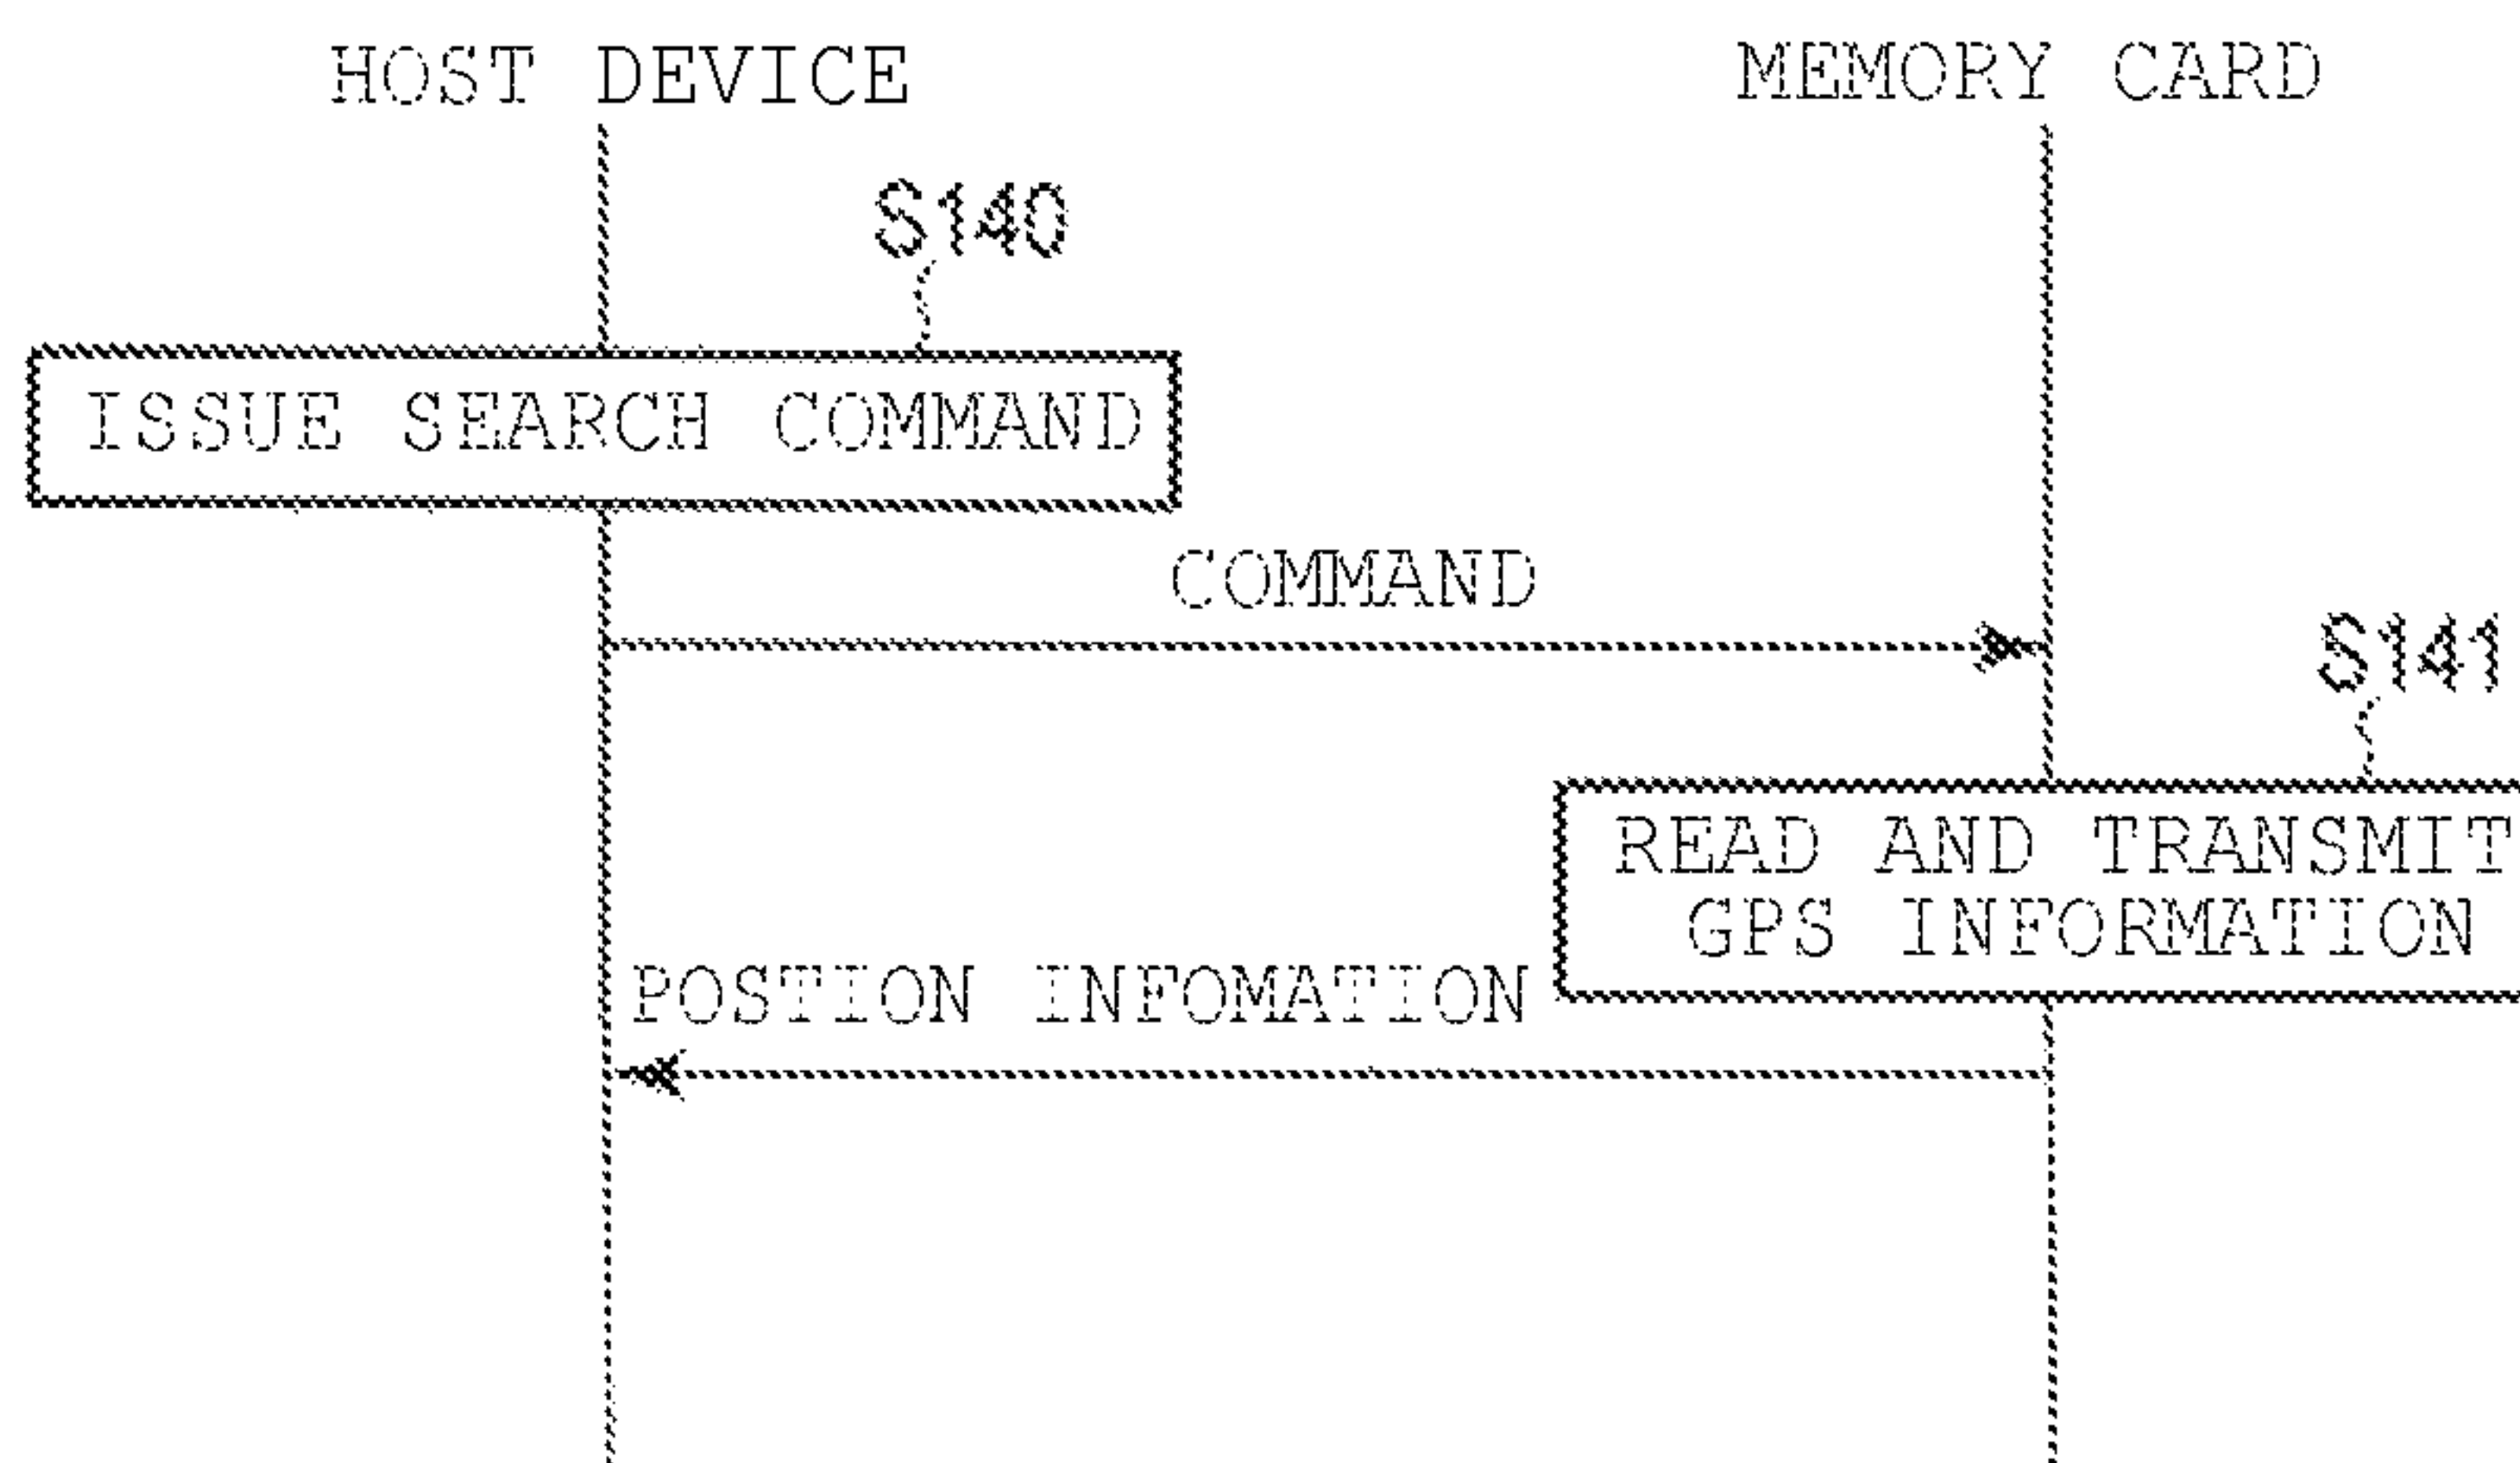 HOST DEVICE
MEMORY CARD
S140
ISSUE SEARCH COMMAND
COMMAND
S141
READ AND TRANSMIT
GPS INFORMATION
POSTION INFOMATION